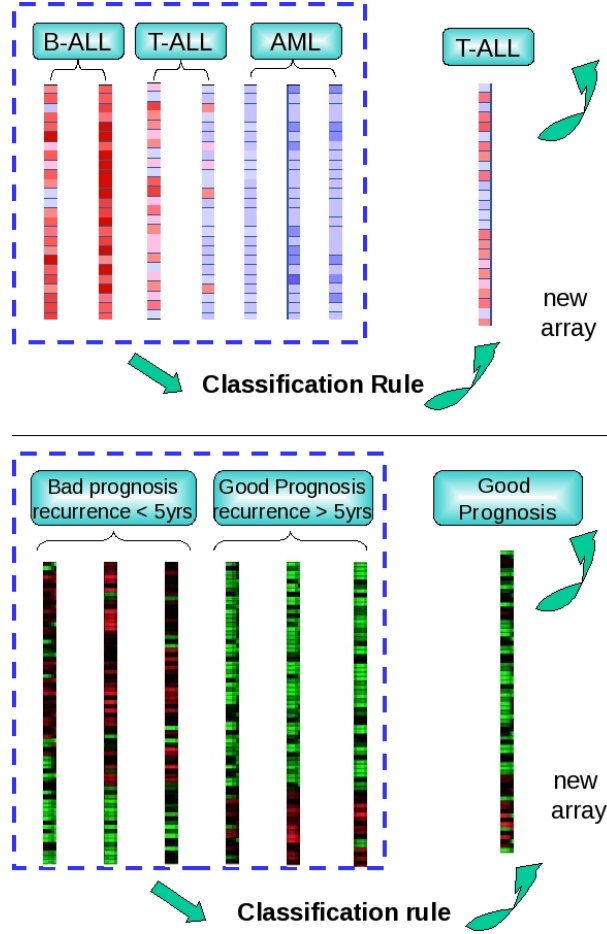 B-ALL
T-ALL
AML
T-ALL
new
array
Classification Rule
Bad prognosis
recurrence < 5yrs
Good Prognosis
recurrence > 5yrs
Good
Prognosis
new
array
Classification rule